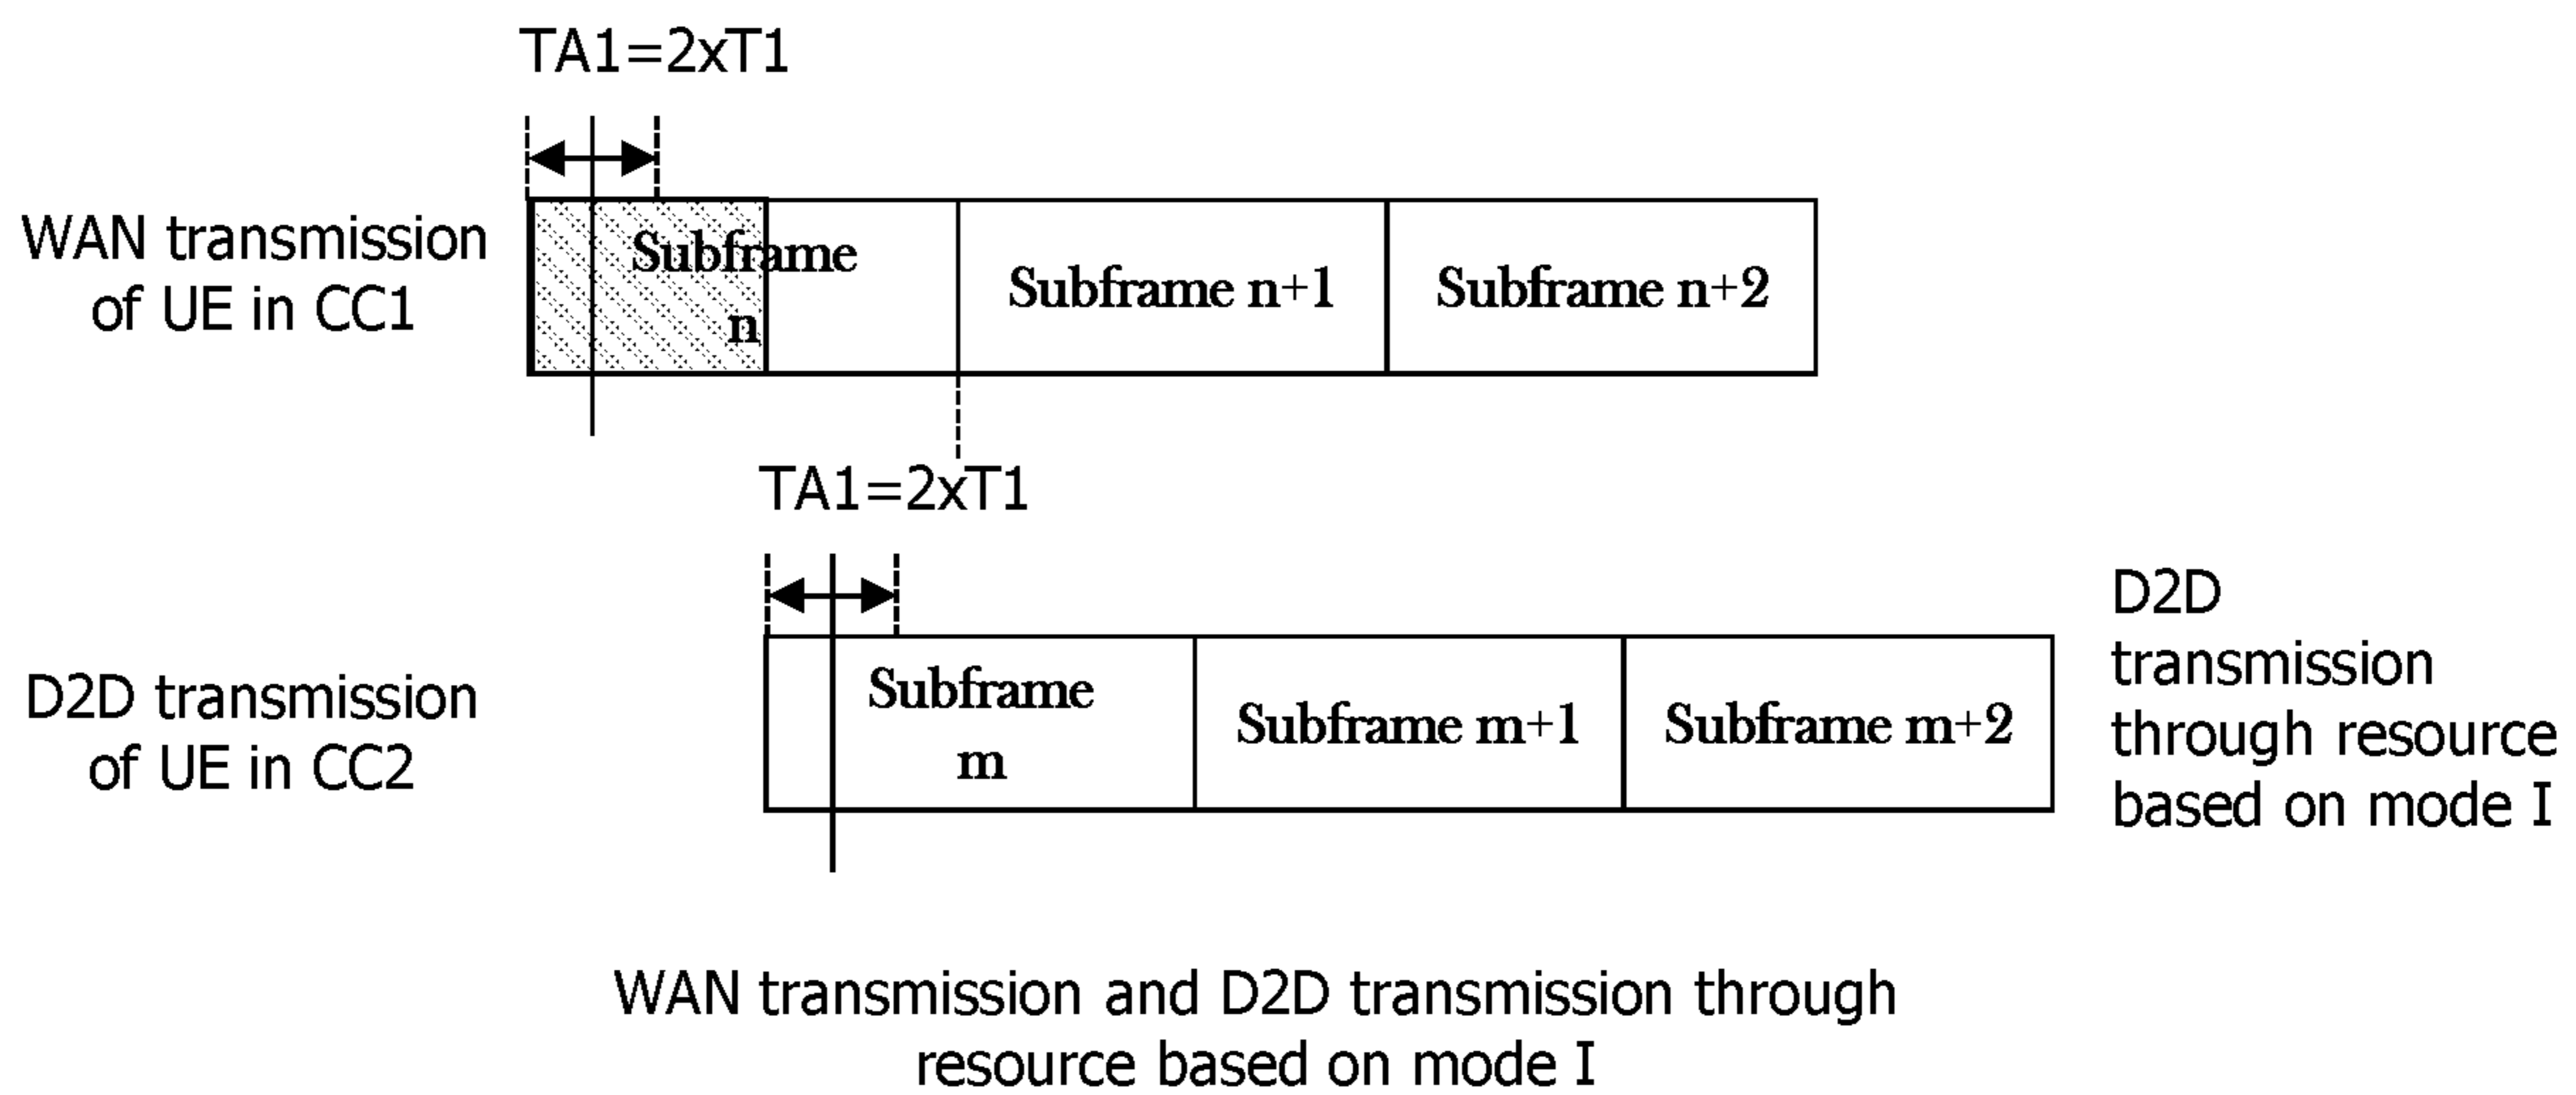 TA1=2xT1
WAN transmission
of UE in CC1
Subframe
n
Subframe n+1
Subframe n+2
TA1=2xT1
D2D transmission
of UE in CC2
Subframe
m
Subframe m+1
Subframe m+2
D2D
transmission
through resource
based on mode I
WAN transmission and D2D transmission through
resource based on mode I